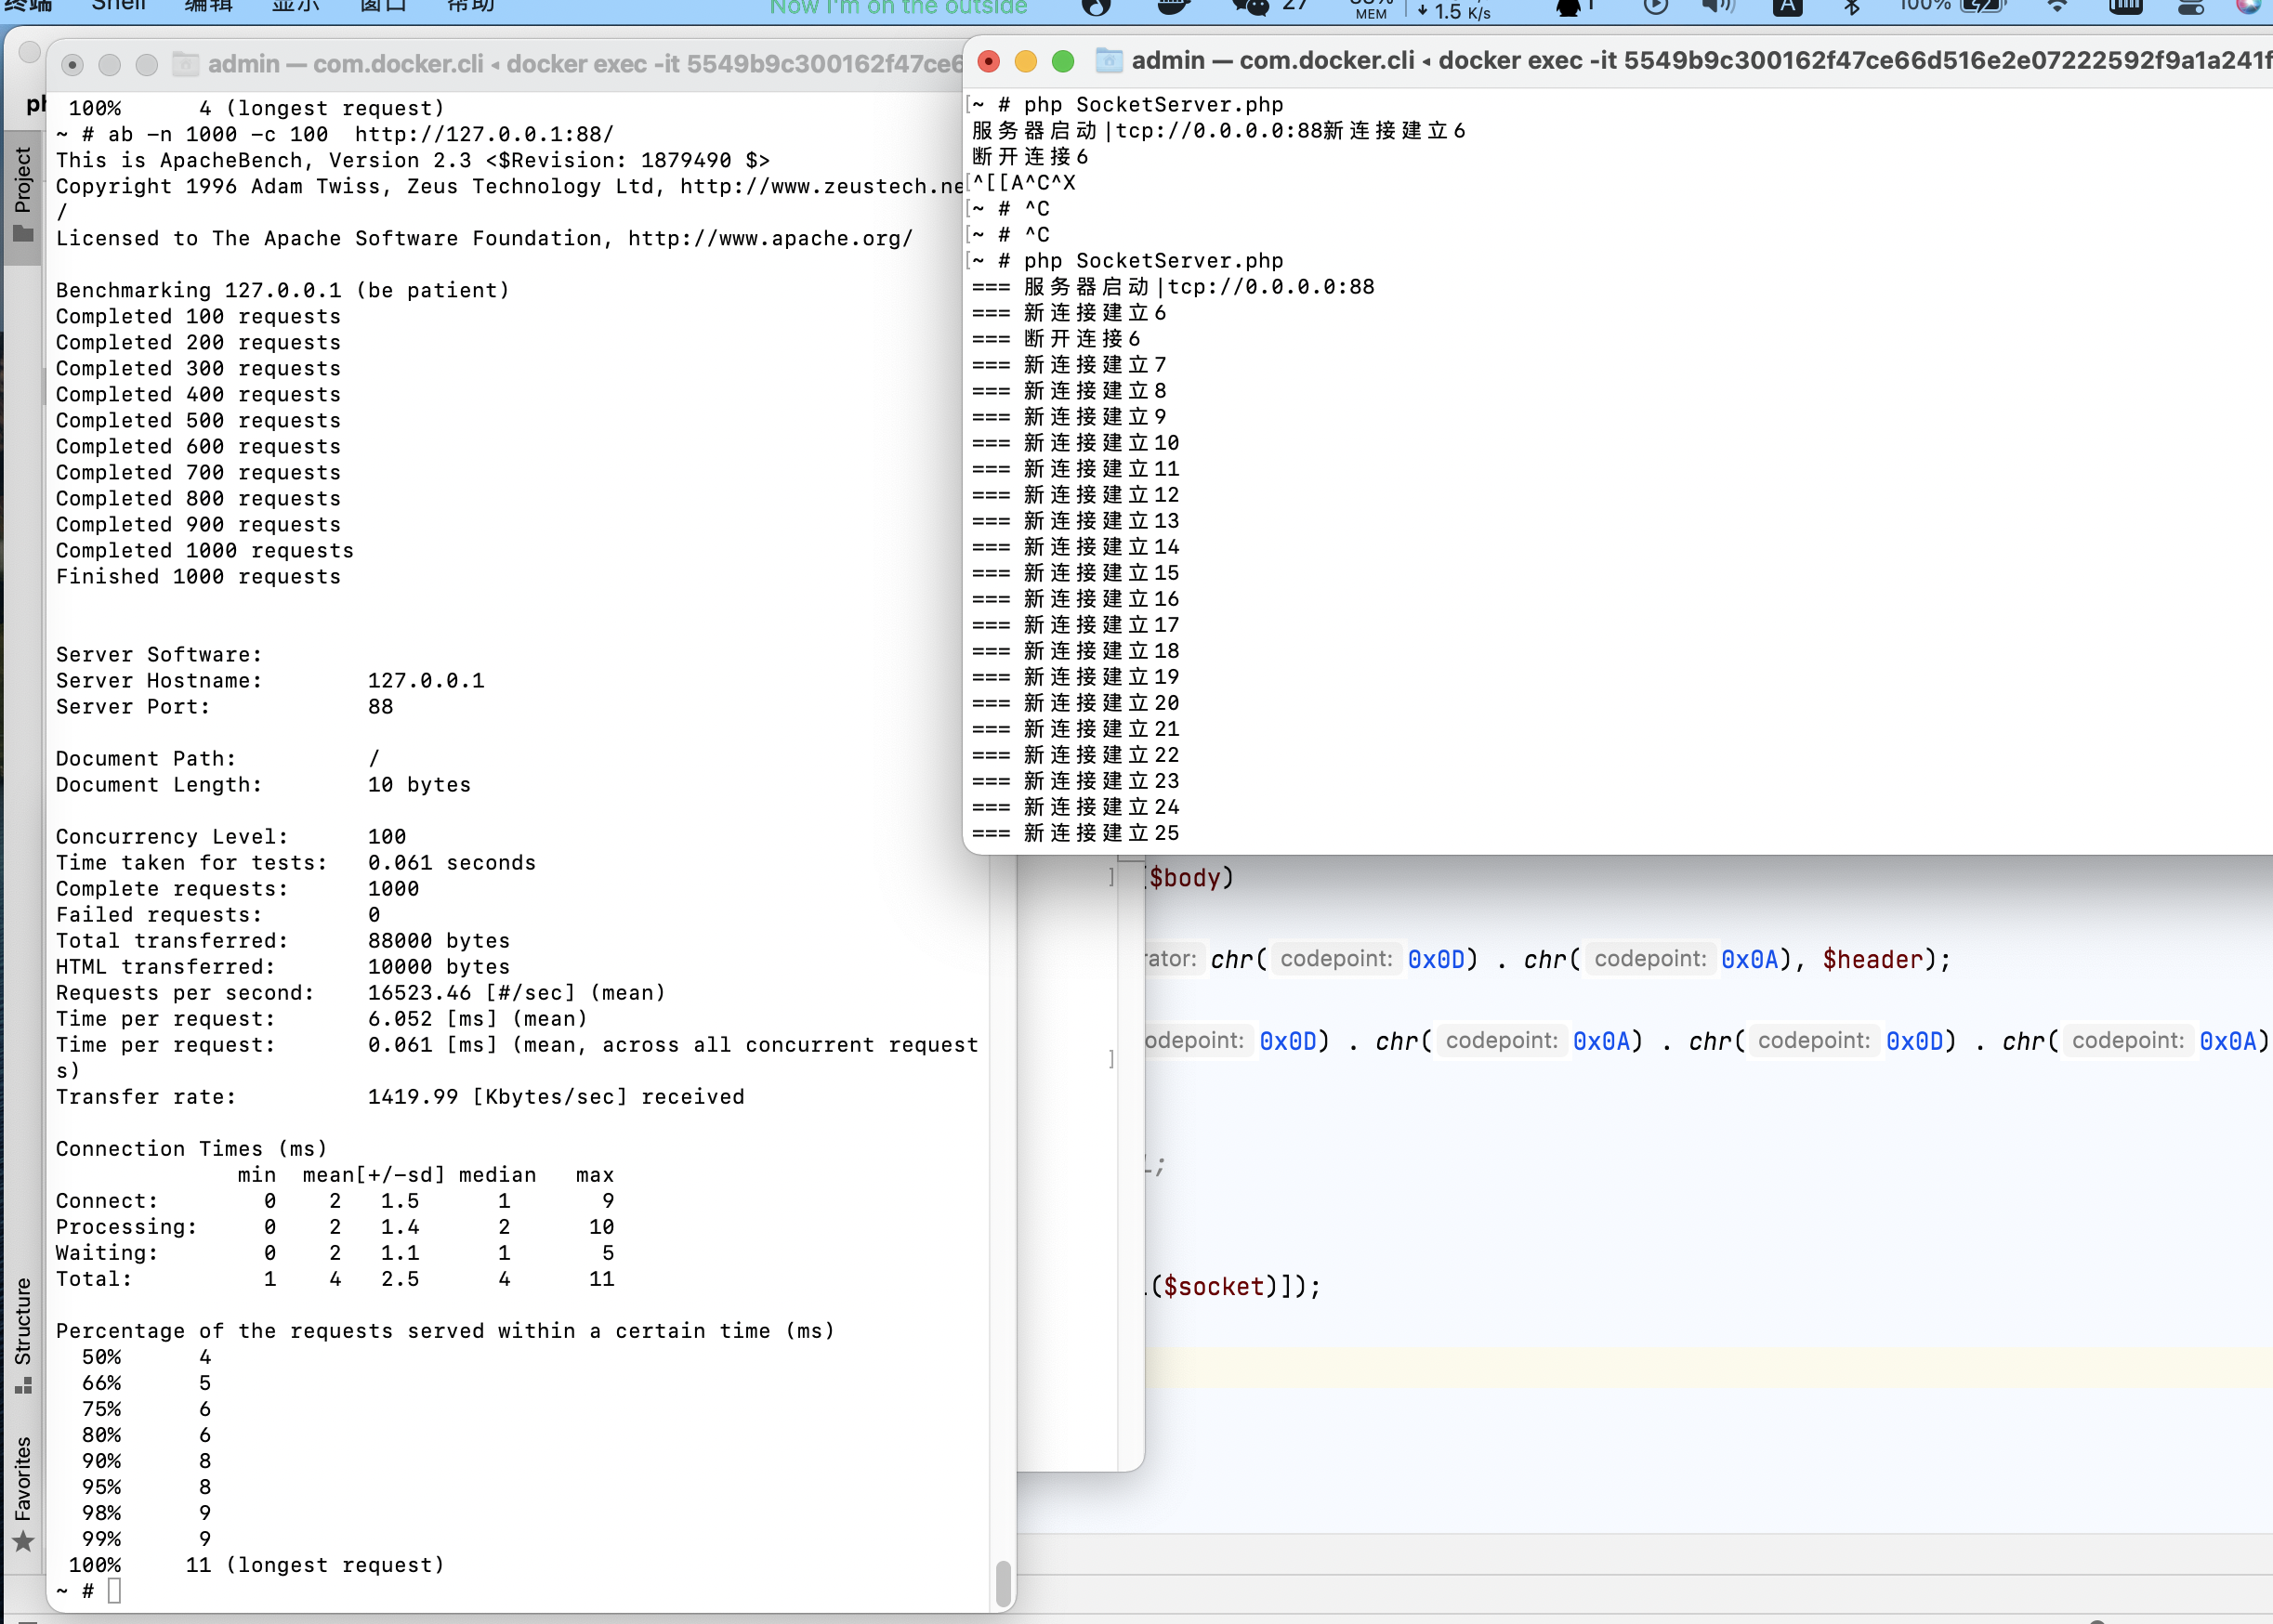 终端 Shell 编辑 显示 窗口 帮助 Now I'm on the outside 27 MEM ↓ 1.5 K/s 1 A 100%
admin — com.docker.cli ◂ docker exec -it 5549b9c300162f47ce6
100% 4 (longest request)
~ # ab -n 1000 -c 100 http://127.0.0.1:88/
This is ApacheBench, Version 2.3 <$Revision: 1879490 $>
Copyright 1996 Adam Twiss, Zeus Technology Ltd, http://www.zeustech.ne
/
Licensed to The Apache Software Foundation, http://www.apache.org/
Benchmarking 127.0.0.1 (be patient)
Completed 100 requests
Completed 200 requests
Completed 300 requests
Completed 400 requests
Completed 500 requests
Completed 600 requests
Completed 700 requests
Completed 800 requests
Completed 900 requests
Completed 1000 requests
Finished 1000 requests
Server Software:
Server Hostname: 127.0.0.1
Server Port: 88
Document Path: /
Document Length: 10 bytes
Concurrency Level: 100
Time taken for tests: 0.061 seconds
Complete requests: 1000
Failed requests: 0
Total transferred: 88000 bytes
HTML transferred: 10000 bytes
Requests per second: 16523.46 [#/sec] (mean)
Time per request: 6.052 [ms] (mean)
Time per request: 0.061 [ms] (mean, across all concurrent request
s)
Transfer rate: 1419.99 [Kbytes/sec] received
Connection Times (ms)
min mean[+/-sd] median max
Connect: 0 2 1.5 1 9
Processing: 0 2 1.4 2 10
Waiting: 0 2 1.1 1 5
Total: 1 4 2.5 4 11
Percentage of the requests served within a certain time (ms)
50% 4
66% 5
75% 6
80% 6
90% 8
95% 8
98% 9
99% 9
100% 11 (longest request)
~ #
admin — com.docker.cli ◂ docker exec -it 5549b9c300162f47ce66d516e2e07222592f9a1a241f
[~ # php SocketServer.php
服务器启动|tcp://0.0.0.0:88新连接建立6
断开连接6
[^[[A^C^X
[~ # ^C
[~ # ^C
[~ # php SocketServer.php
=== 服务器启动|tcp://0.0.0.0:88
=== 新连接建立6
=== 断开连接6
=== 新连接建立7
=== 新连接建立8
=== 新连接建立9
=== 新连接建立10
=== 新连接建立11
=== 新连接建立12
=== 新连接建立13
=== 新连接建立14
=== 新连接建立15
=== 新连接建立16
=== 新连接建立17
=== 新连接建立18
=== 新连接建立19
=== 新连接建立20
=== 新连接建立21
=== 新连接建立22
=== 新连接建立23
=== 新连接建立24
=== 新连接建立25
] ($body)
rator: chr( codepoint: 0x0D) . chr( codepoint: 0x0A), $header);
codepoint: 0x0D) . chr( codepoint: 0x0A) . chr( codepoint: 0x0D) . chr( codepoint: 0x0A)
]
;
($socket)]);
ph
Project
Structure
Favorites